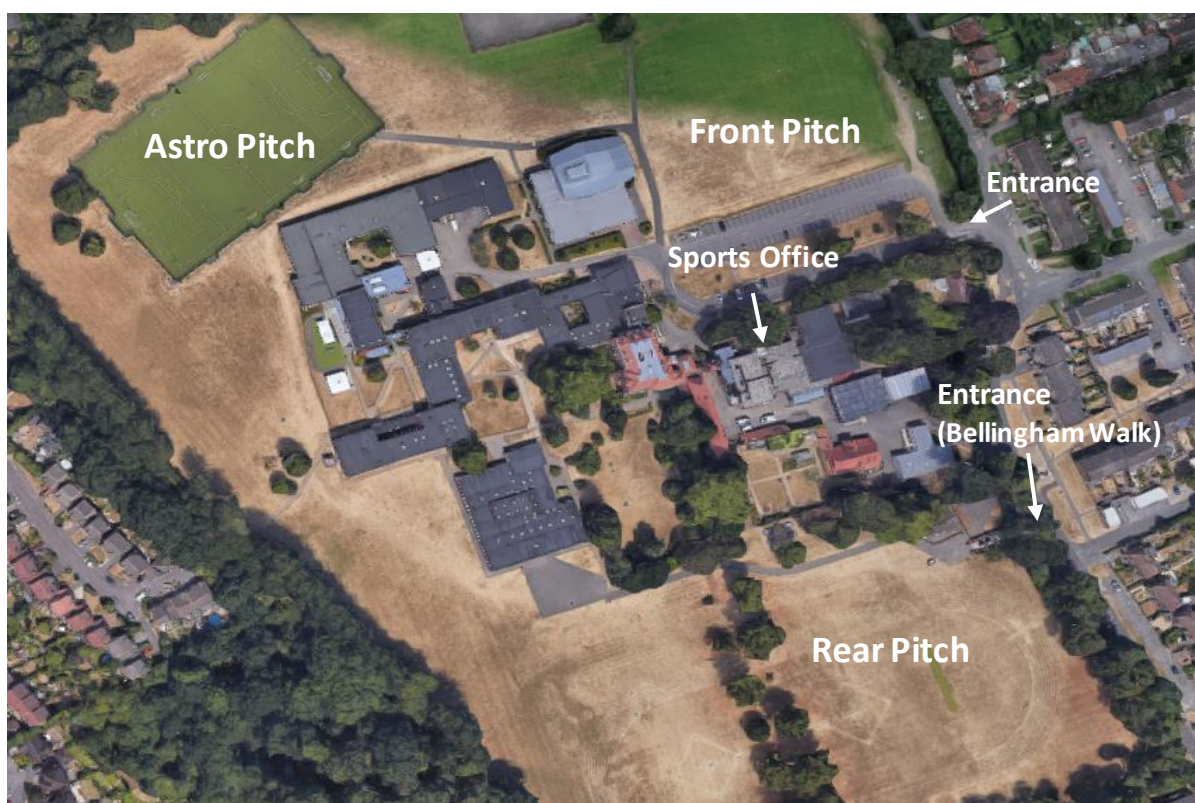 Astro Pitch
Front Pitch
Entrance
Sports Office
Entrance
(Bellingham Walk)
Rear Pitch